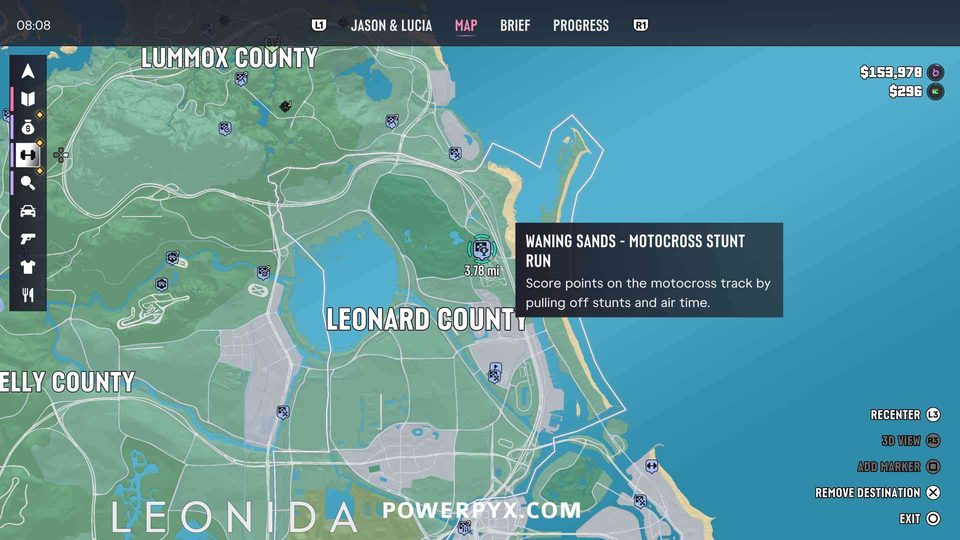 08:08
L1
JASON & LUCIA
MAP
BRIEF
PROGRESS
R1
LUMMOX COUNTY
$153,978
$296
WANING SANDS - MOTOCROSS STUNT
RUN
Score points on the motocross track by
pulling off stunts and air time.
3.78 mi
LEONARD COUNTY
ELLY COUNTY
RECENTER L3
3D VIEW R3
ADD MARKER
REMOVE DESTINATION
EXIT
LEONIDA
POWERPYX.COM